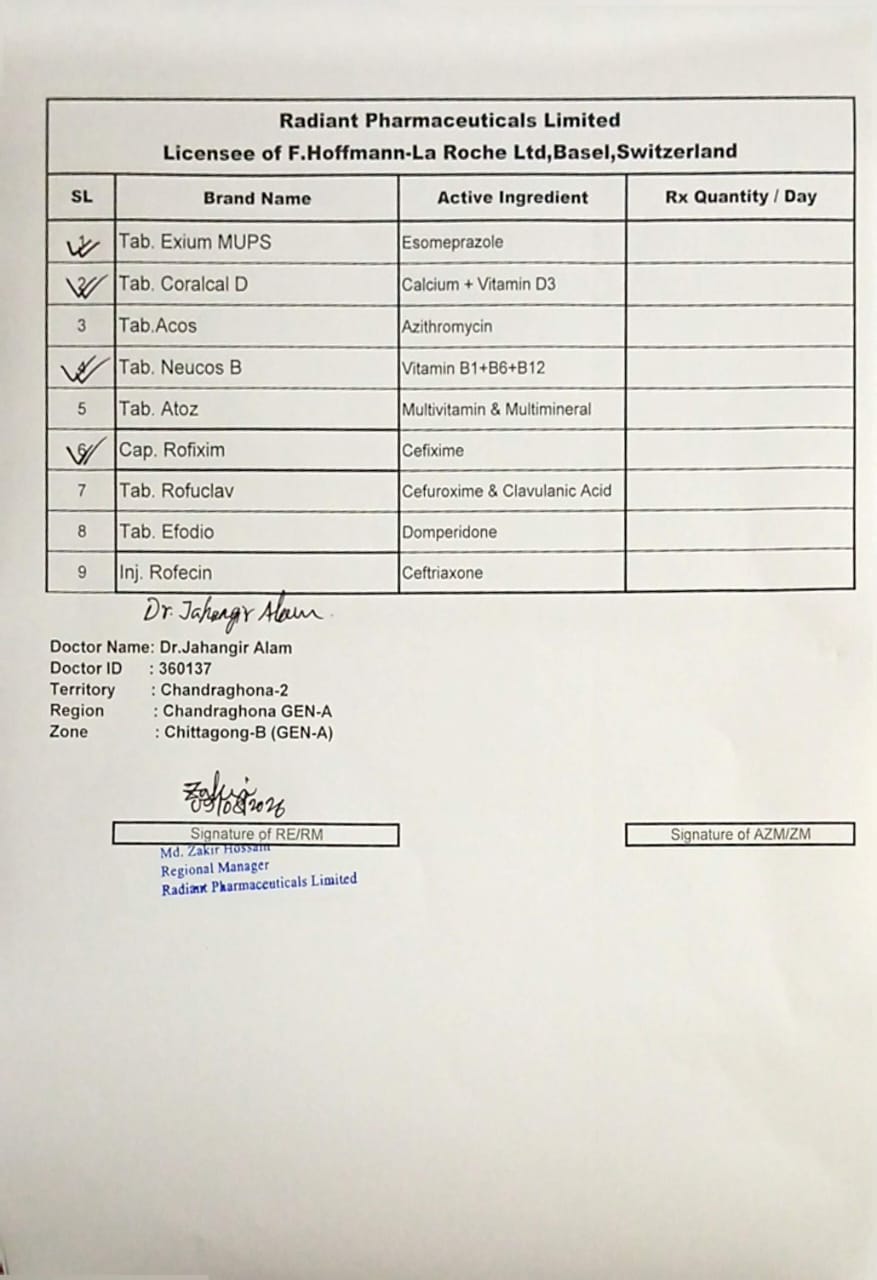 Radiant Pharmaceuticals Limited
Licensee of F.Hoffmann-La Roche Ltd,Basel,Switzerland
SL Brand Name Active Ingredient Rx Quantity / Day
1 Tab. Exium MUPS Esomeprazole
2 Tab. Coralcal D Calcium + Vitamin D3
3 Tab.Acos Azithromycin
4 Tab. Neucos B Vitamin B1+B6+B12
5 Tab. Atoz Multivitamin & Multimineral
6 Cap. Rofixim Cefixime
7 Tab. Rofuclav Cefuroxime & Clavulanic Acid
8 Tab. Efodio Domperidone
9 Inj. Rofecin Ceftriaxone
Dr. Jahangir Alam
Doctor Name: Dr.Jahangir Alam
Doctor ID : 360137
Territory : Chandraghona-2
Region : Chandraghona GEN-A
Zone : Chittagong-B (GEN-A)
Signature of RE/RM Signature of AZM/ZM
Md. Zakir Hossain
Regional Manager
Radiant Pharmaceuticals Limited